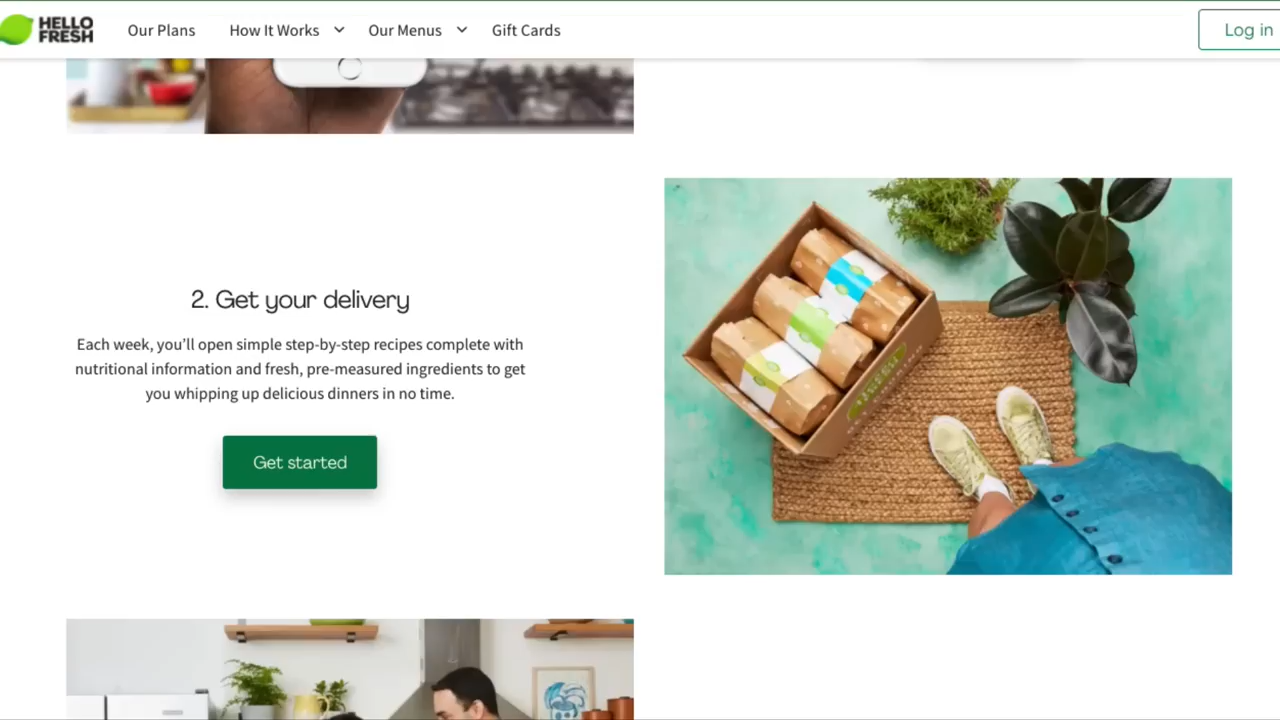 HELLO
FRESH
Our Plans
How It Works
Our Menus
Gift Cards
Log in
2. Get your delivery
Each week, you’ll open simple step-by-step recipes complete with
nutritional information and fresh, pre-measured ingredients to get
you whipping up delicious dinners in no time.
Get started